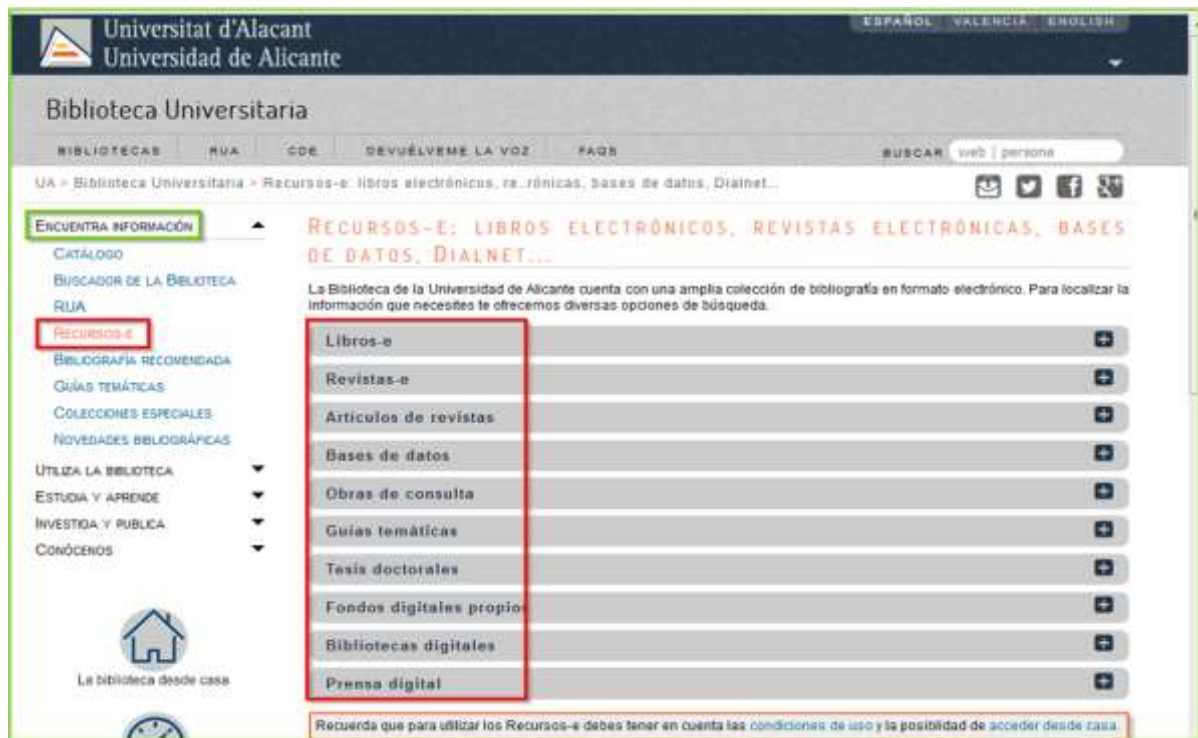 Universitat d'Alacant
Universidad de Alicante
ESPAÑOL VALENCIÀ ENGLISH
Biblioteca Universitaria
BIBLIOTECAS RUA CDE DEVUÉLVEME LA VOZ FAQS
BUSCAR web | persona
UA > Biblioteca Universitaria > Recursos-e: libros electrónicos, re..rónicas, bases de datos, Dialnet...
ENCUENTRA INFORMACIÓN
CATÁLOGO
BUSCADOR DE LA BIBLIOTECA
RUA
RECURSOS-E
BIBLIOGRAFÍA RECOMENDADA
GUÍAS TEMÁTICAS
COLECCIONES ESPECIALES
NOVEDADES BIBLIOGRÁFICAS
UTILIZA LA BIBLIOTECA
ESTUDIA Y APRENDE
INVESTIGA Y PUBLICA
CONÓCENOS
La biblioteca desde casa
RECURSOS-E: LIBROS ELECTRÓNICOS, REVISTAS ELECTRÓNICAS, BASES
DE DATOS, DIALNET...
La Biblioteca de la Universidad de Alicante cuenta con una amplia colección de bibliografía en formato electrónico. Para localizar la
información que necesites te ofrecemos diversas opciones de búsqueda.
Libros-e
Revistas-e
Artículos de revistas
Bases de datos
Obras de consulta
Guías temáticas
Tesis doctorales
Fondos digitales propios
Bibliotecas digitales
Prensa digital
Recuerda que para utilizar los Recursos-e debes tener en cuenta las condiciones de uso y la posibilidad de acceder desde casa.